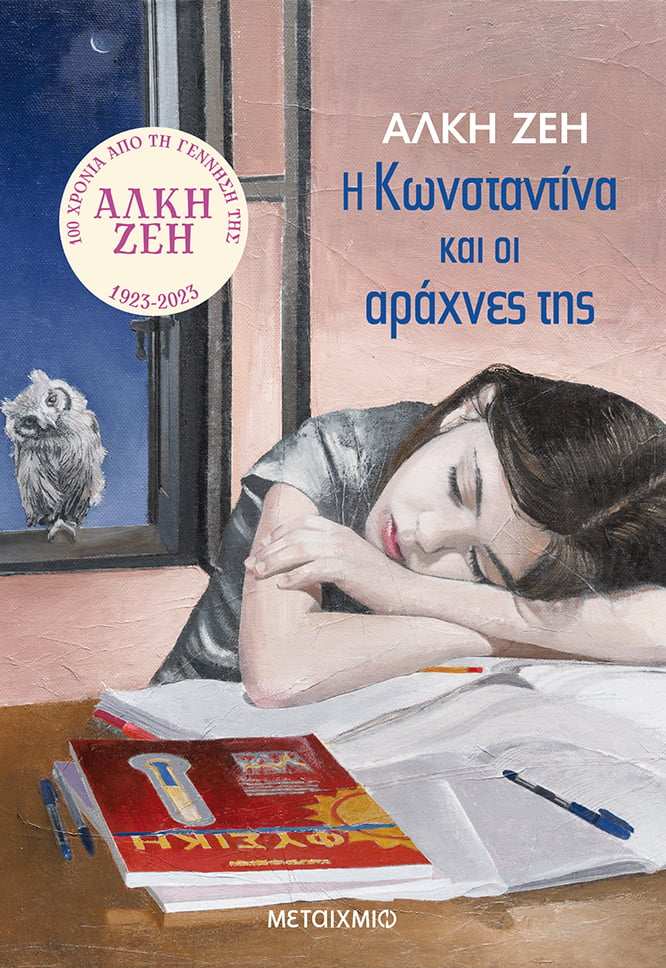 ΑΛΚΗ ΖΕΗ
Η Κωνσταντίνα
και οι
αράχνες της
100 ΧΡΟΝΙΑ ΑΠΟ ΤΗ ΓΕΝΝΗΣΗ ΤΗΣ
ΑΛΚΗ
ΖΕΗ
1923-2023
ΦΥΣΙΚΗ
ΜΕΤΑΙΧΜΙΟ